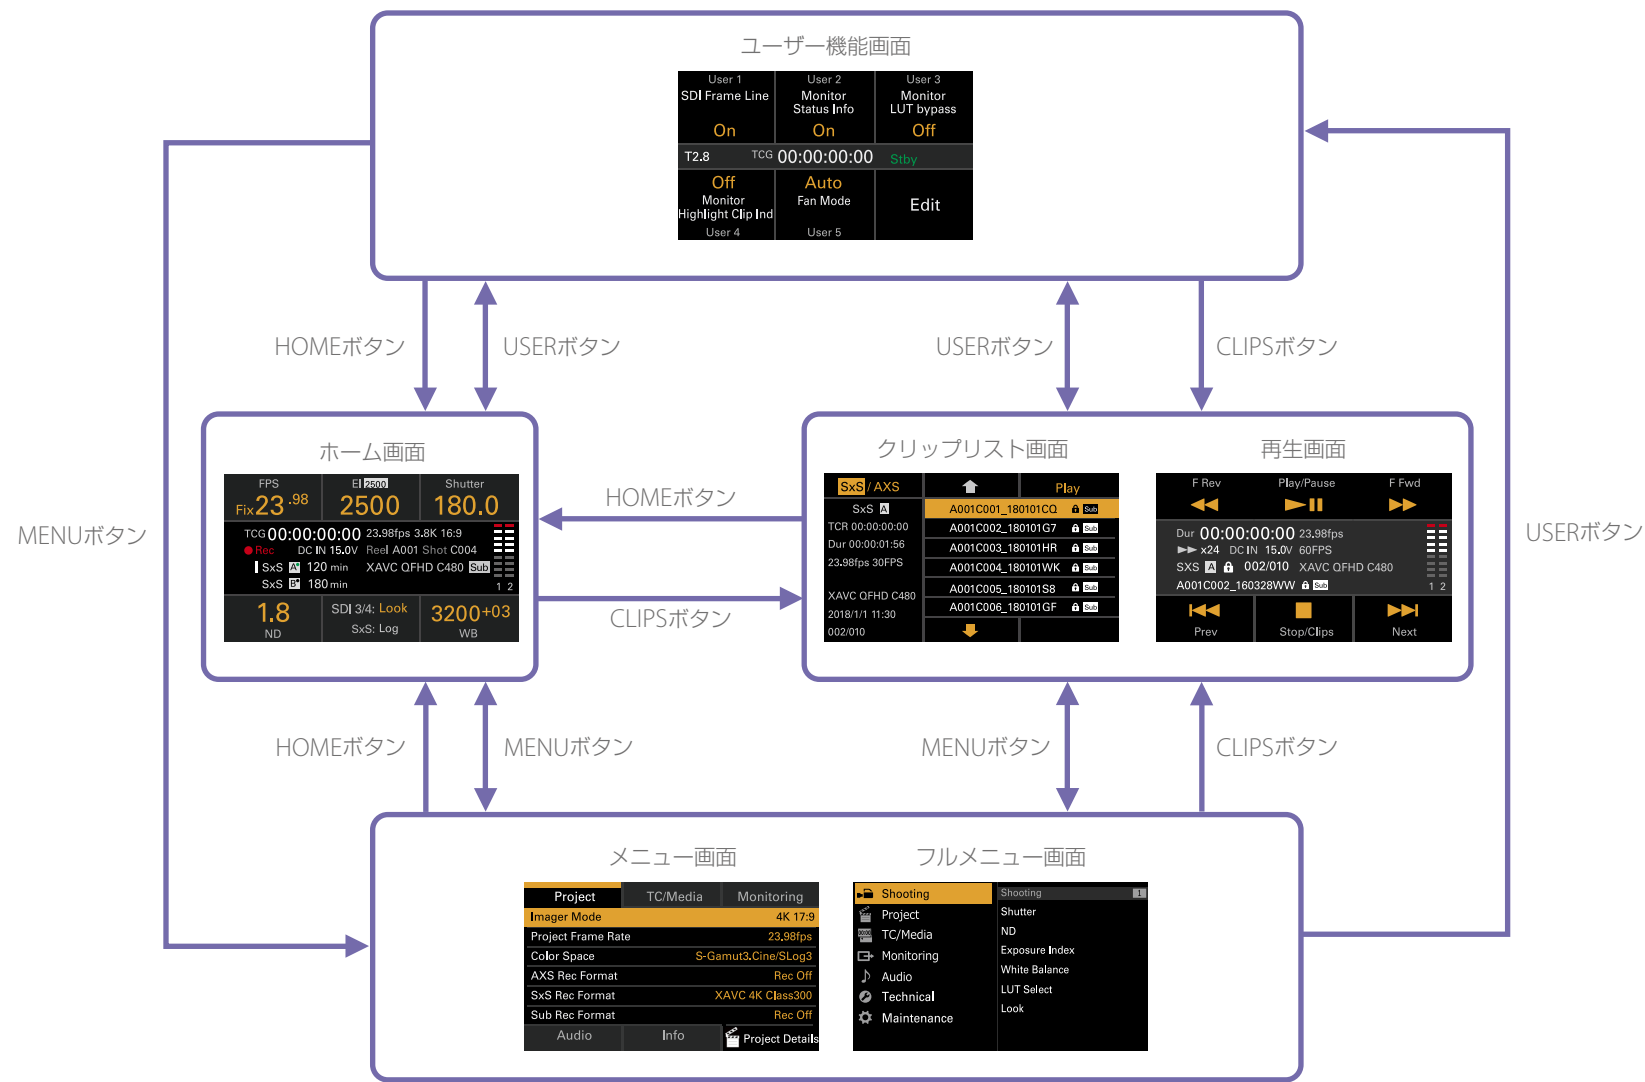 ユーザー機能画面
User 1
User 2
User 3
SDI Frame Line
Monitor
Status Info
Monitor
LUT bypass
On
On
Off
T2.8
TCG 00:00:00:00
Stby
Off
Auto
Monitor
Highlight Clip Ind
Fan Mode
Edit
User 4
User 5
HOMEボタン
USERボタン
USERボタン
CLIPSボタン
MENUボタン
USERボタン
ホーム画面
FPS
EI 2500
Shutter
Fix 23.98
2500
180.0
TCG 00:00:00:00 23.98fps 3.8K 16:9
Rec DC IN 15.0V Reel A001 Shot C004
SxS A 120 min XAVC QFHD C480 Sub
SxS B 180 min
1 2
1.8
ND
SDI 3/4: Look
SxS: Log
3200+03
WB
HOMEボタン
CLIPSボタン
クリップリスト画面
SxS / AXS
Play
SxS A
TCR 00:00:00:00
Dur 00:00:01:56
23.98fps 30FPS
XAVC QFHD C480
2018/1/1 11:30
002/010
A001C001_180101CQ Sub
A001C002_180101G7 Sub
A001C003_180101HR Sub
A001C004_180101WK Sub
A001C005_180101S8 Sub
A001C006_180101GF Sub
再生画面
F Rev
Play/Pause
F Fwd
Dur 00:00:00:00 23.98fps
x24 DC IN 15.0V 60FPS
SXS A 002/010 XAVC QFHD C480
A001C002_160328WW Sub
1 2
Prev
Stop/Clips
Next
HOMEボタン
MENUボタン
MENUボタン
CLIPSボタン
メニュー画面
Project
TC/Media
Monitoring
Imager Mode 4K 17:9
Project Frame Rate 23.98fps
Color Space S-Gamut3.Cine/SLog3
AXS Rec Format Rec Off
SxS Rec Format XAVC 4K Class300
Sub Rec Format Rec Off
Audio
Info
Project Details
フルメニュー画面
Shooting
Project
TC/Media
Monitoring
Audio
Technical
Maintenance
Shooting 1
Shutter
ND
Exposure Index
White Balance
LUT Select
Look